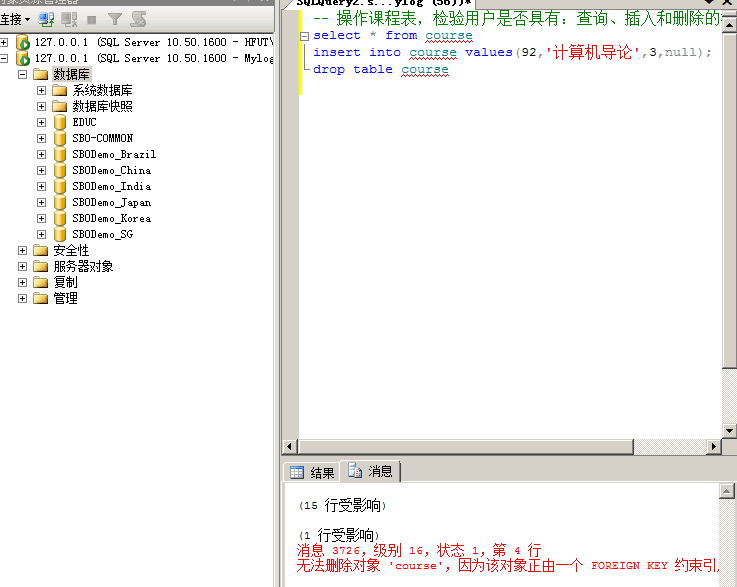 连接
127.0.0.1 (SQL Server 10.50.1600 - HFUT\
127.0.0.1 (SQL Server 10.50.1600 - Mylog
数据库
系统数据库
数据库快照
EDUC
SBO-COMMON
SBODemo_Brazil
SBODemo_China
SBODemo_India
SBODemo_Japan
SBODemo_Korea
SBODemo_SG
安全性
服务器对象
复制
管理
SQLQuery2.s...ylog (56))*
-- 操作课程表, 检验用户是否具有: 查询、插入和删除的
select * from course
insert into course values(92,'计算机导论',3,null);
drop table course
结果
消息
(15 行受影响)
(1 行受影响)
消息 3726，级别 16，状态 1，第 4 行
无法删除对象 'course'，因为该对象正由一个 FOREIGN KEY 约束引